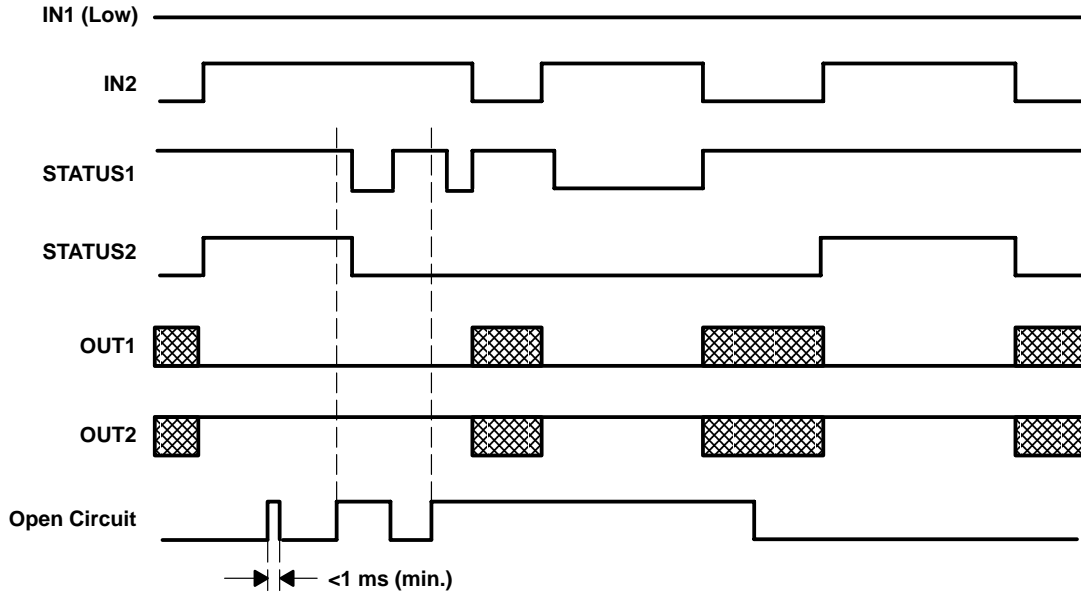 IN1 (Low)
IN2
STATUS1
STATUS2
OUT1
OUT2
Open Circuit
<1 ms (min.)